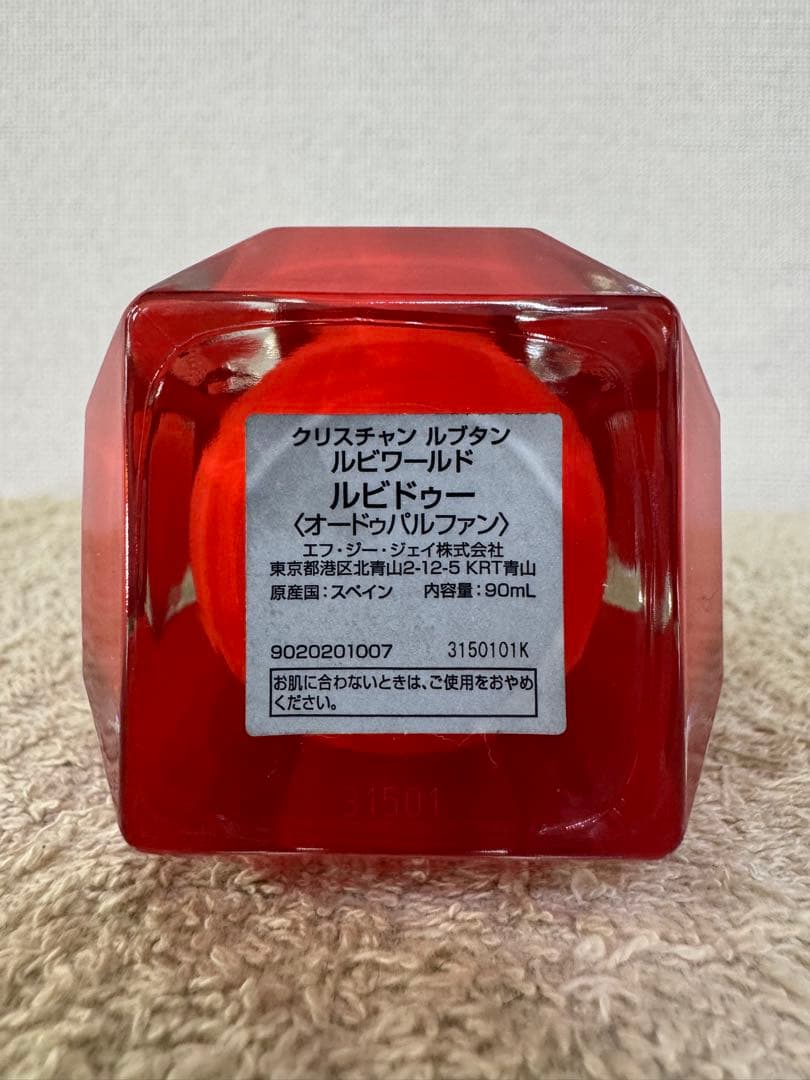 クリスチャン ルブタン
ルビワールド
ルビドゥー
〈オードゥパルファン〉
エフ・ジー・ジェイ株式会社
東京都港区北青山2-12-5 KRT青山
原産国：スペイン 内容量：90mL
9020201007 3150101K
お肌に合わないときは、ご使用をおやめ
ください。
31501